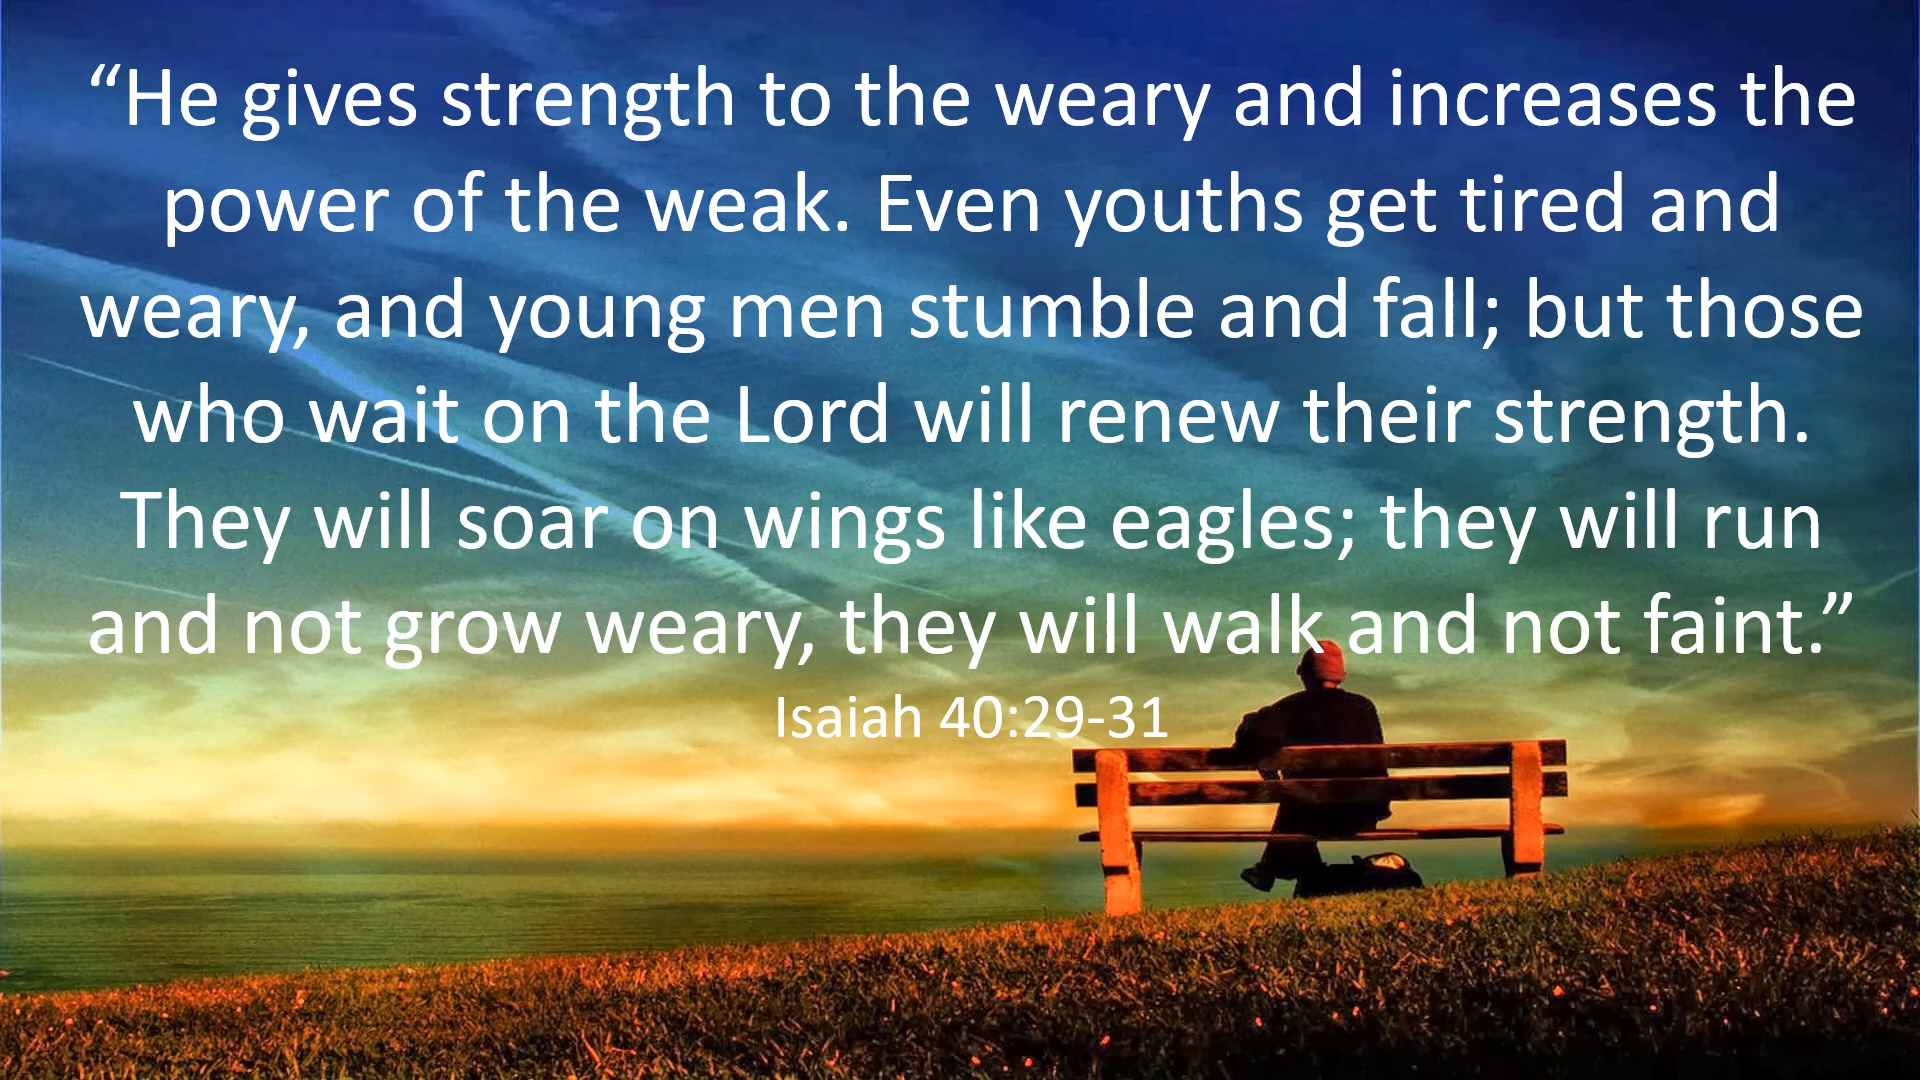 “He gives strength to the weary and increases the
power of the weak. Even youths get tired and
weary, and young men stumble and fall; but those
who wait on the Lord will renew their strength.
They will soar on wings like eagles; they will run
and not grow weary, they will walk and not faint.”
Isaiah 40:29-31